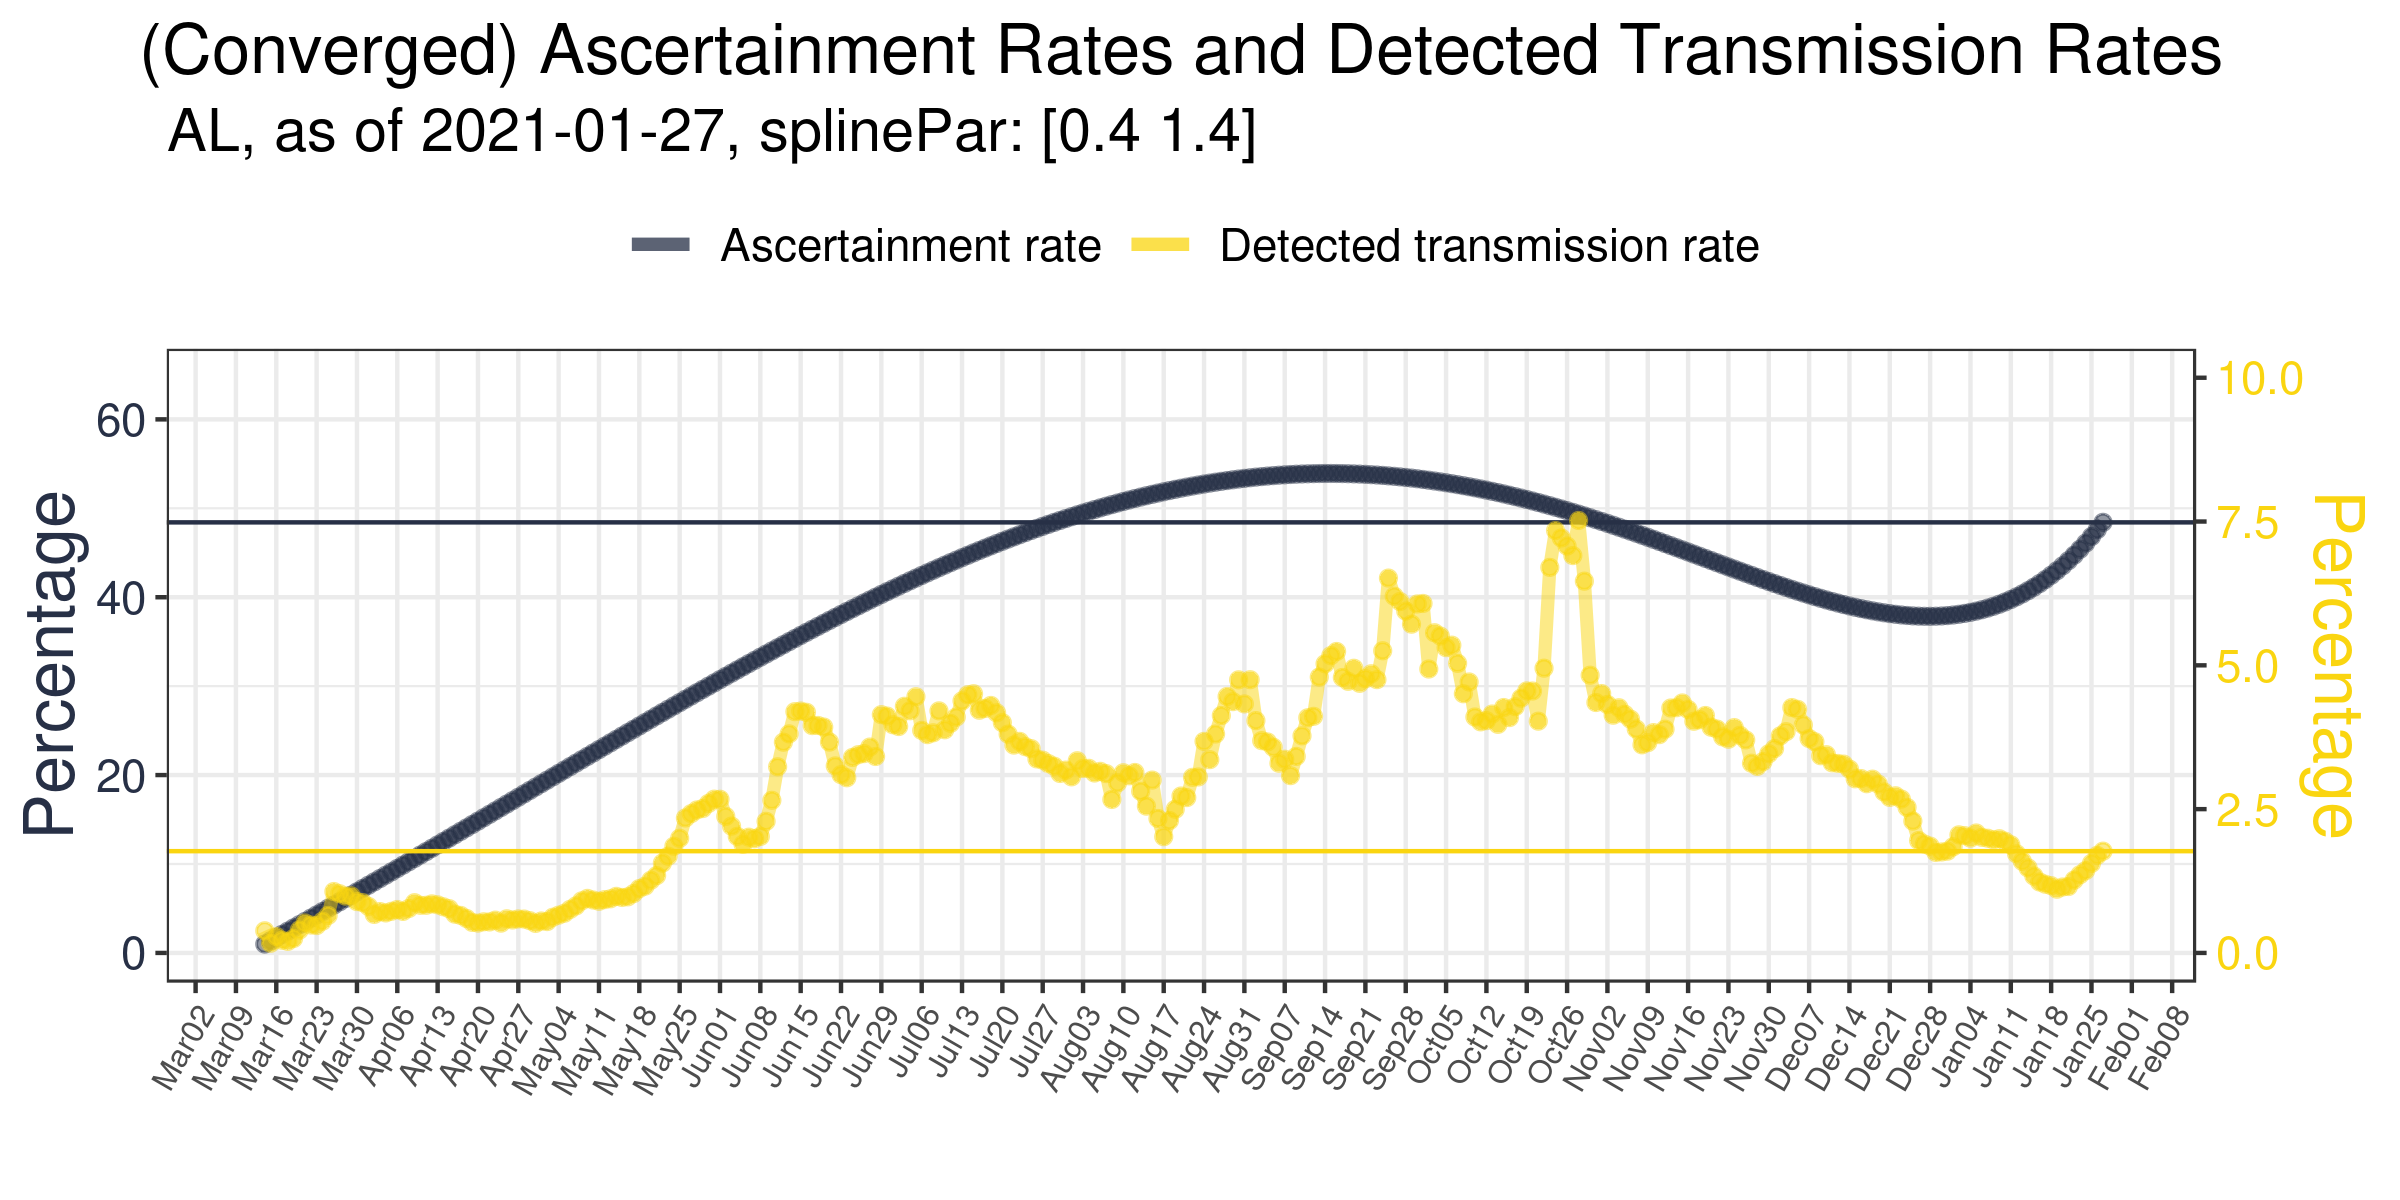 (Converged) Ascertainment Rates and Detected Transmission Rates
AL, as of 2021-01-27, splinePar: [0.4 1.4]
Ascertainment rate Detected transmission rate
Percentage
60
40
20
0
10.0
7.5
5.0
2.5
0.0
Percentage
Mar02 Mar09 Mar16 Mar23 Mar30 Apr06 Apr13 Apr20 Apr27 May04 May11 May18 May25 Jun01 Jun08 Jun15 Jun22 Jun29 Jul06 Jul13 Jul20 Jul27 Aug03 Aug10 Aug17 Aug24 Aug31 Sep07 Sep14 Sep21 Sep28 Oct05 Oct12 Oct19 Oct26 Nov02 Nov09 Nov16 Nov23 Nov30 Dec07 Dec14 Dec21 Dec28 Jan04 Jan11 Jan18 Jan25 Feb01 Feb08